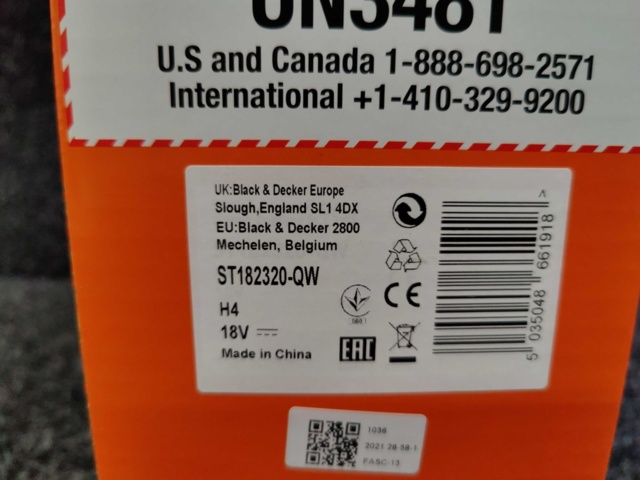 UN3481
U.S and Canada 1-888-698-2571
International +1-410-329-9200
UK:Black & Decker Europe
Slough,England SL1 4DX
EU:Black & Decker 2800
Mechelen, Belgium
ST182320-QW
H4
18V
Made in China
CE
EAC
5 035048 661918
1036
2021 28 58-1
FASC-13